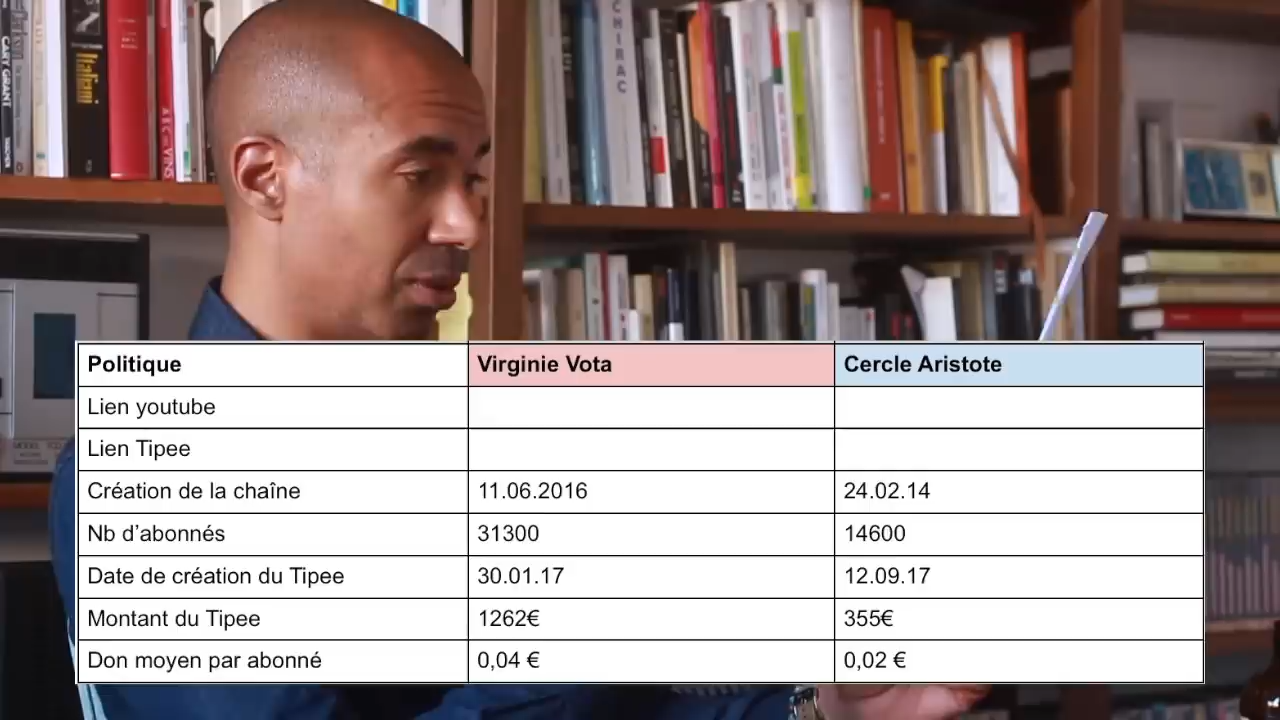 CARY GRANT
Italiani
CHIRAC
Politique Virginie Vota Cercle Aristote
Lien youtube
Lien Tipee
Création de la chaîne 11.06.2016 24.02.14
Nb d’abonnés 31300 14600
Date de création du Tipee 30.01.17 12.09.17
Montant du Tipee 1262€ 355€
Don moyen par abonné 0,04 € 0,02 €